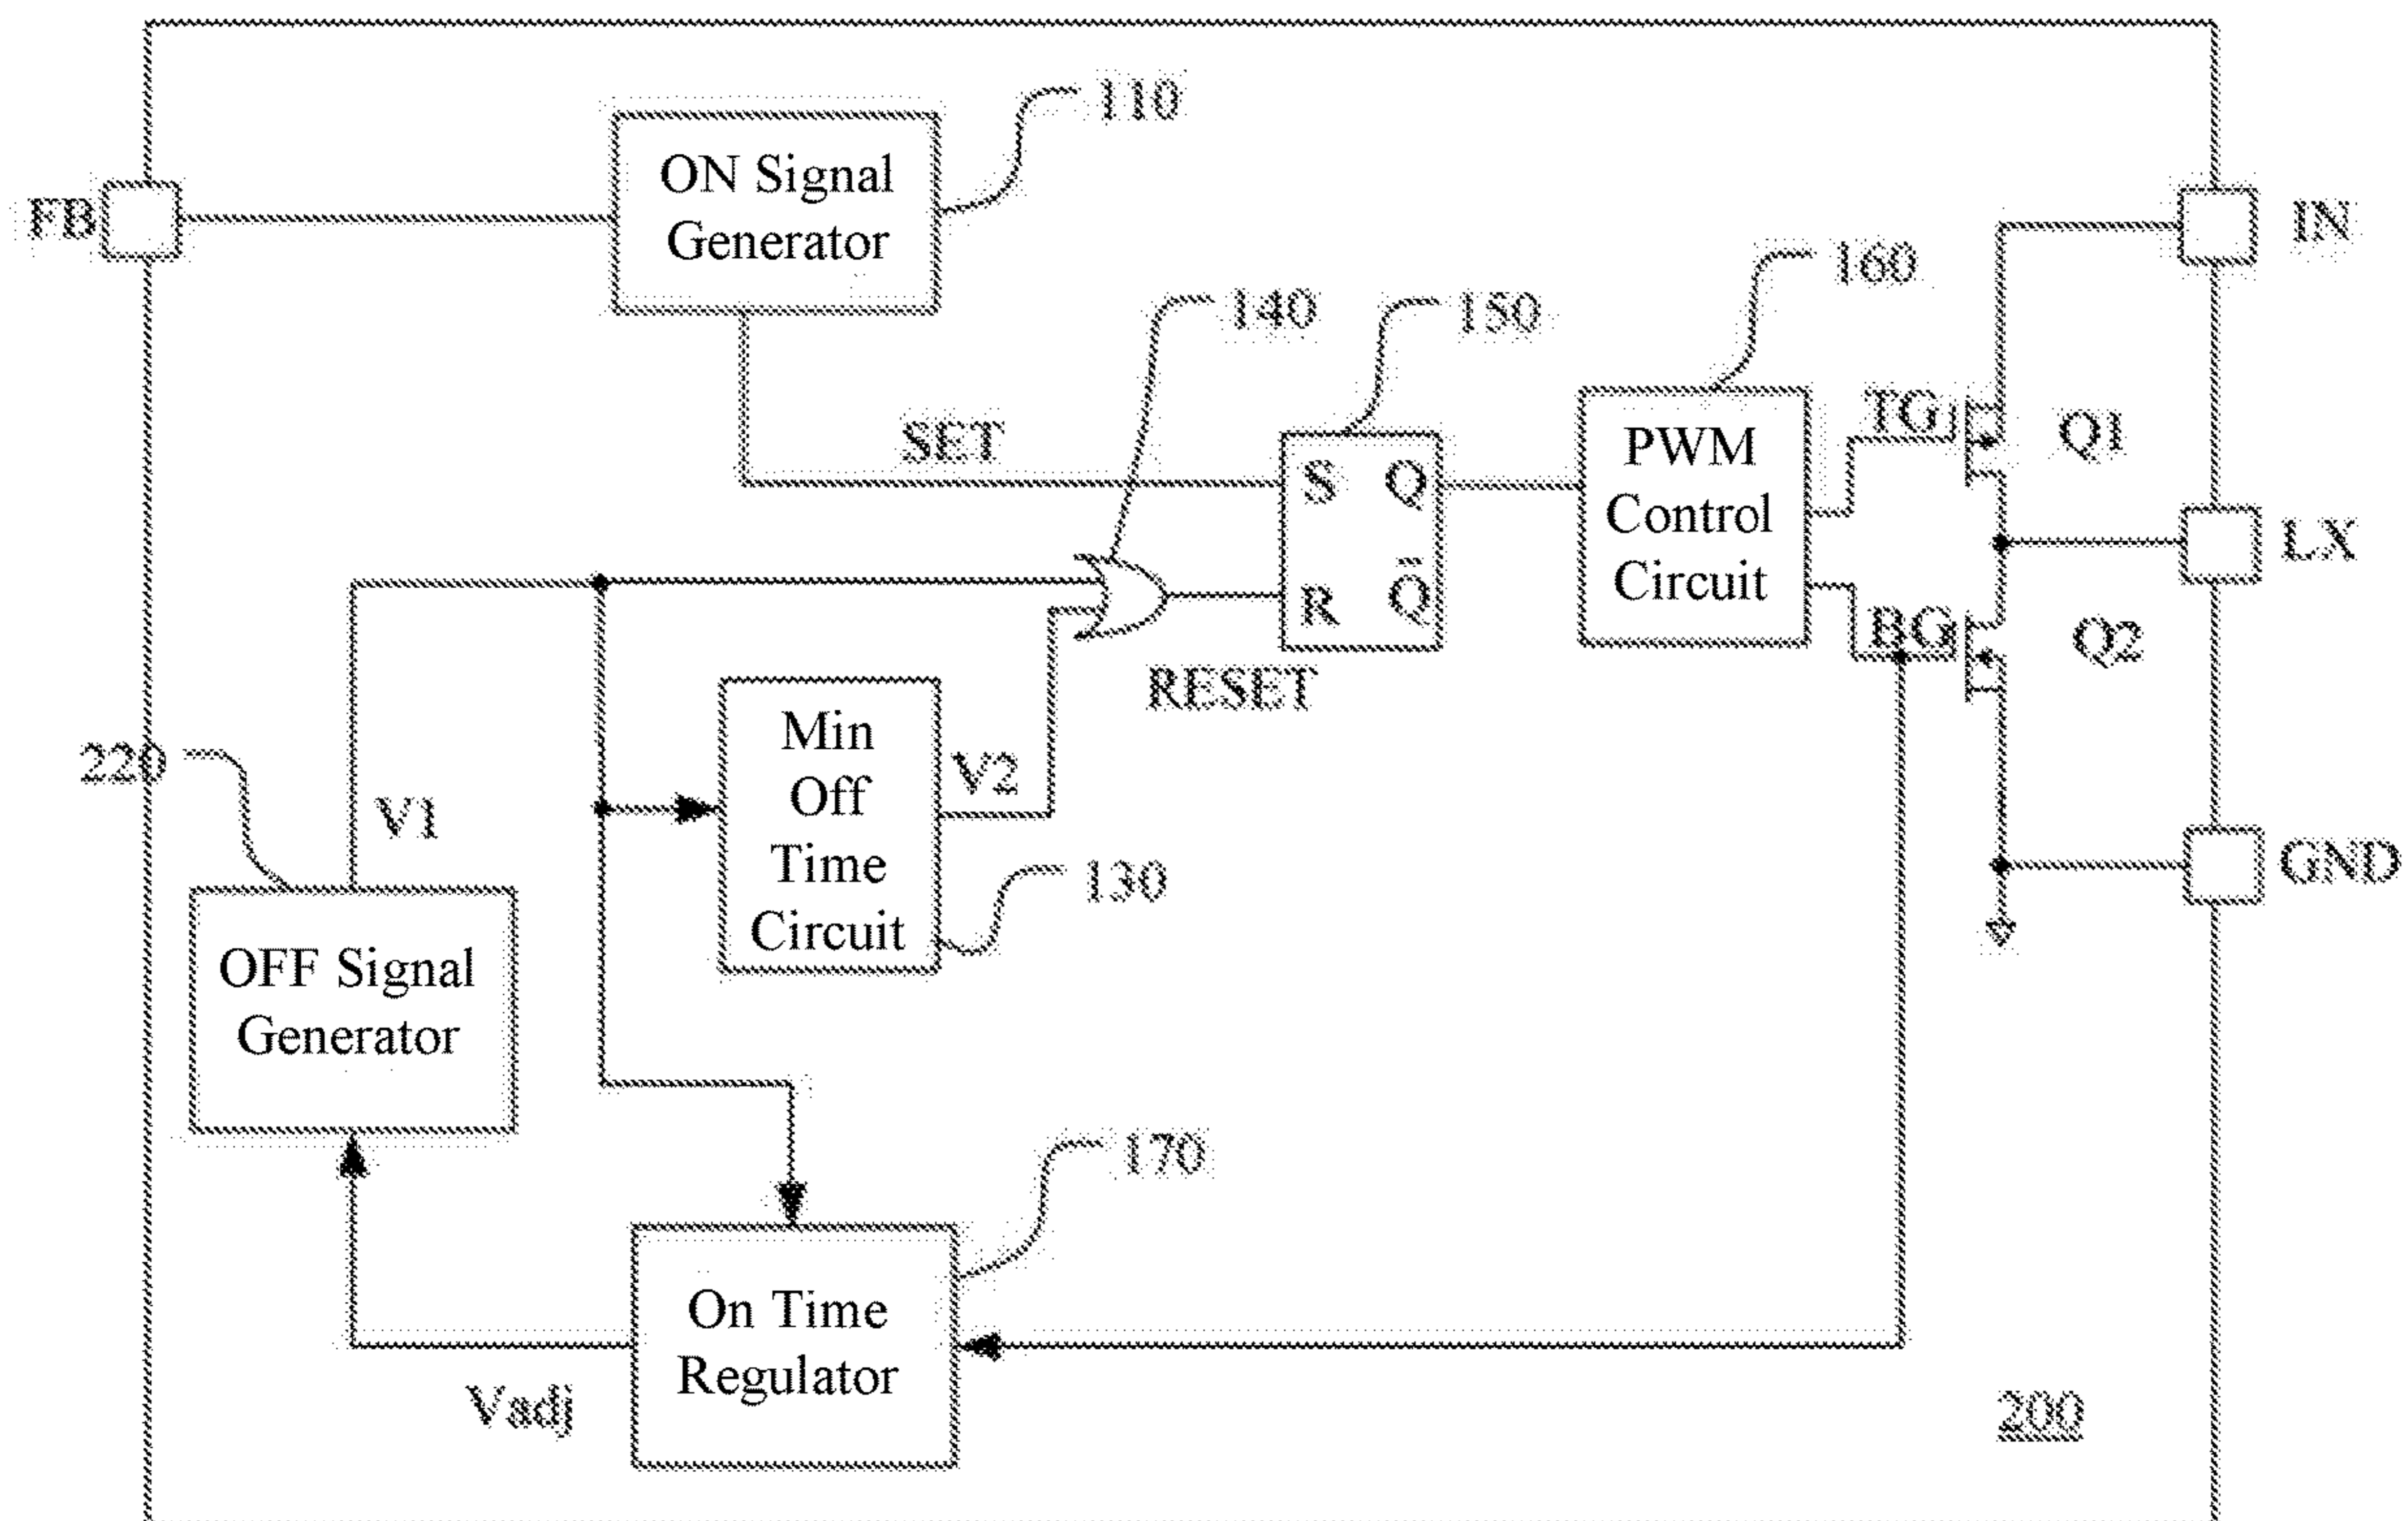 110
ON Signal
Generator
FB
IN
160
140
150
TG
Q1
SET
S Q
PWM
Control
Circuit
LX
R Q̅
BG
Q2
RESET
Min
Off
Time
Circuit
V2
220
V1
130
GND
OFF Signal
Generator
170
On Time
Regulator
Vadj
200